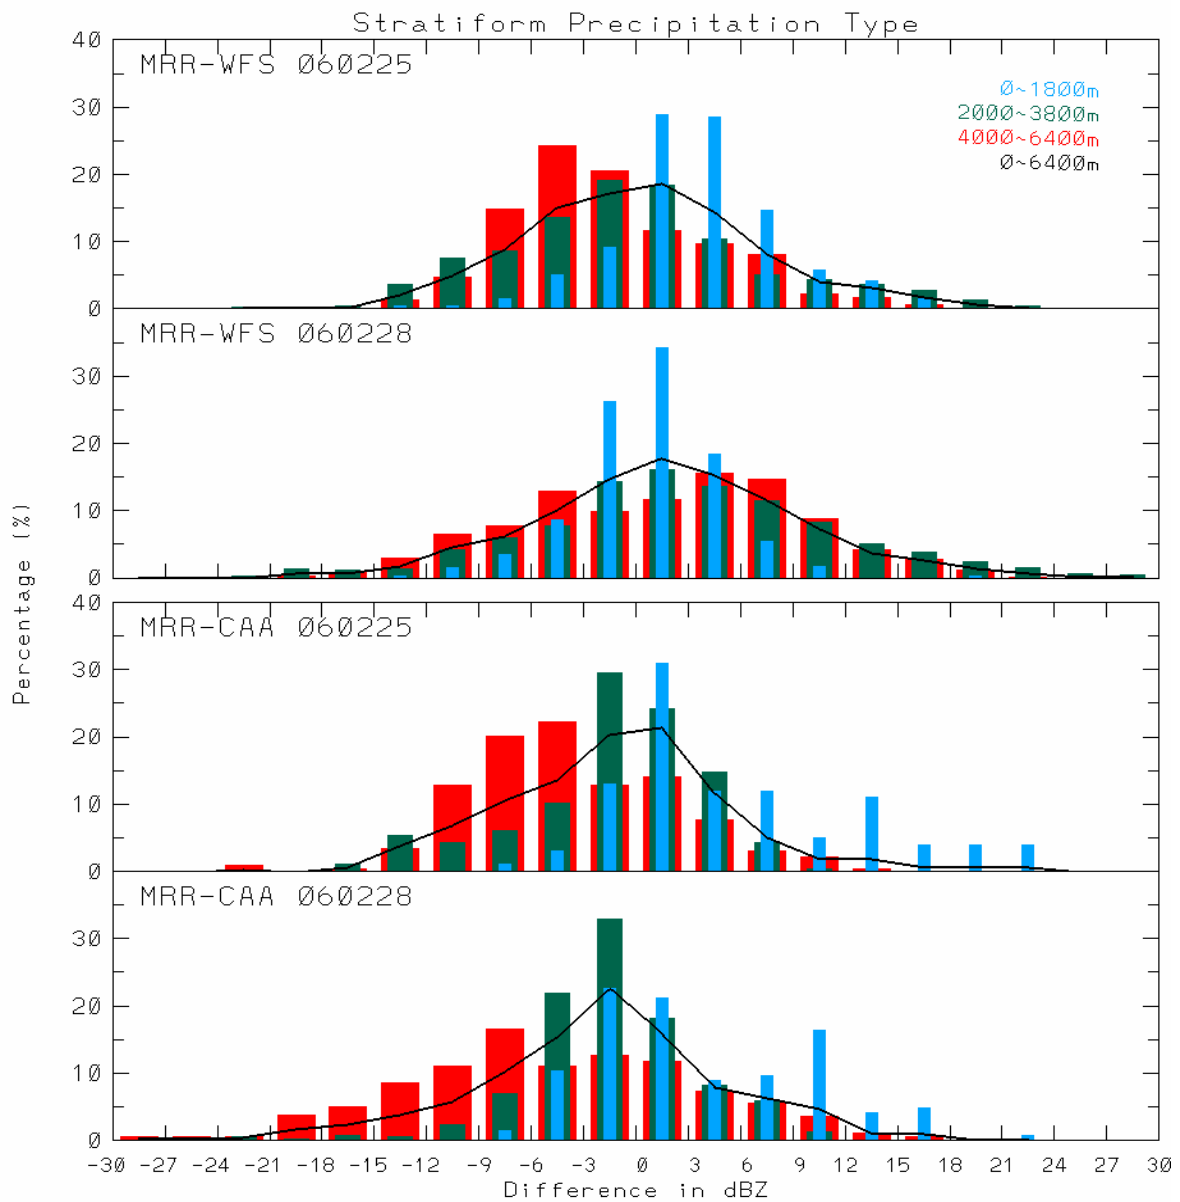 Stratiform Precipitation Type
40
MRR-WFS 060225
0~1800m
30
2000~3800m
4000~6400m
0~6400m
20
10
0
MRR-WFS 060228
30
20
10
0
Percentage (%)
40
MRR-CAA 060225
30
20
10
0
MRR-CAA 060228
30
20
10
0
-30 -27 -24 -21 -18 -15 -12 -9 -6 -3 0 3 6 9 12 15 18 21 24 27 30
Difference in dBZ